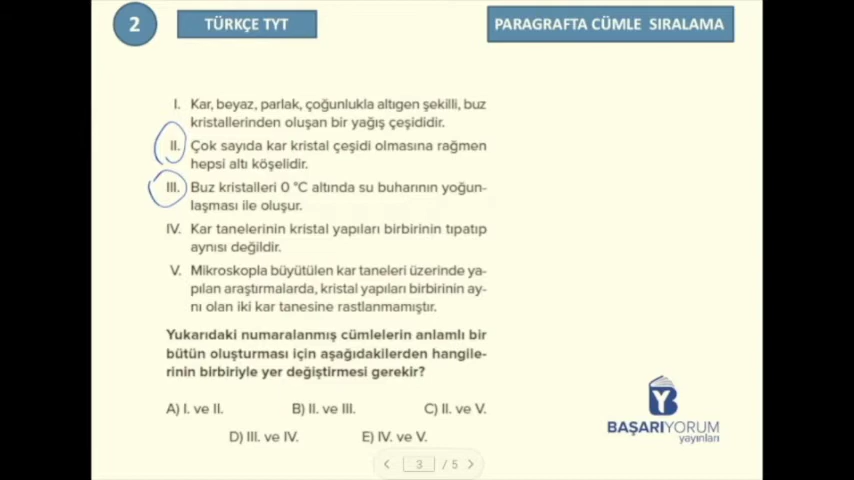 2
TÜRKÇE TYT
PARAGRAFTA CÜMLE SIRALAMA
I. Kar, beyaz, parlak, çoğunlukla altıgen şekilli, buz
kristallerinden oluşan bir yağış çeşididir.
II. Çok sayıda kar kristal çeşidi olmasına rağmen
hepsi altı köşelidir.
III. Buz kristalleri 0 °C altında su buharının yoğun-
laşması ile oluşur.
IV. Kar tanelerinin kristal yapıları birbirinin tıpatıp
aynısı değildir.
V. Mikroskopla büyütülen kar taneleri üzerinde ya-
pılan araştırmalarda, kristal yapıları birbirinin ay-
nı olan iki kar tanesine rastlanmamıştır.
Yukarıdaki numaralanmış cümlelerin anlamlı bir
bütün oluşturması için aşağıdakilerden hangile-
rinin birbiriyle yer değiştirmesi gerekir?
A) I. ve II. B) II. ve III. C) II. ve V.
D) III. ve IV. E) IV. ve V.
BAŞARIYORUM
yayınları
3 / 5